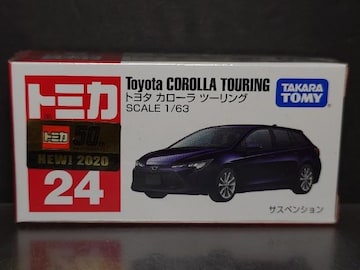 トミカ
トミカ 50th
NEW! 2020
24
Toyota COROLLA TOURING
トヨタ カローラ ツーリング
SCALE 1/63
TAKARA
TOMY
サスペンション